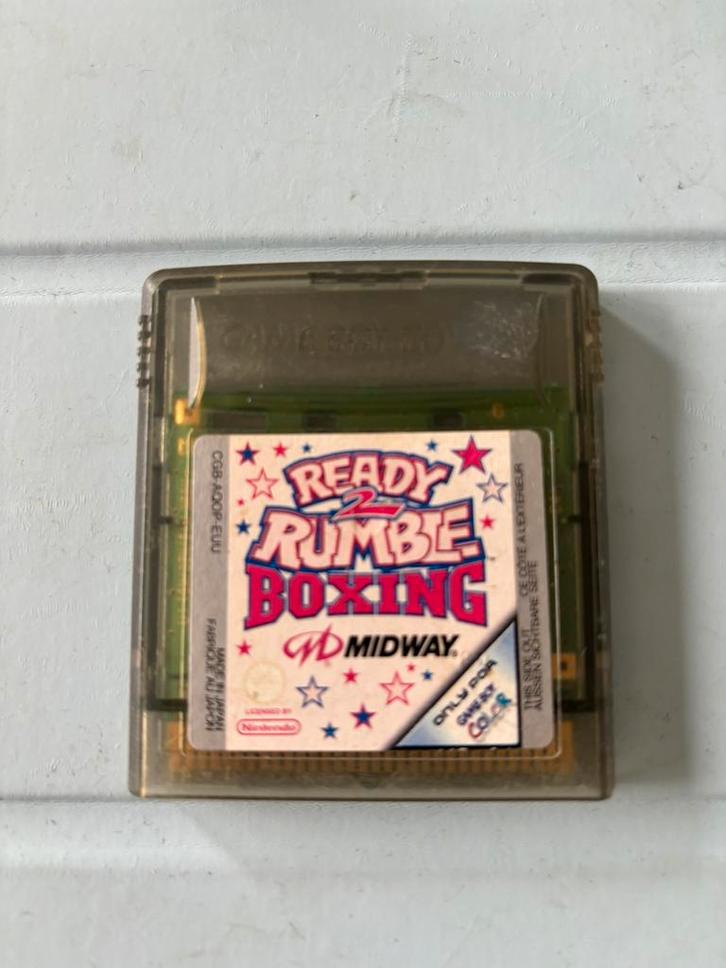 GAME BOY
READY
2
RUMBLE
BOXING
MIDWAY
ONLY FOR
GAME BOY
COLOR
LICENSED BY
Nintendo
CGB-AQOP-EUU
MADE IN JAPAN
FABRIQUÉ AU JAPON
THIS SIDE OUT
CE CÔTÉ À L'EXTÉRIEUR
AUSSEN SICHTBARE SEITE